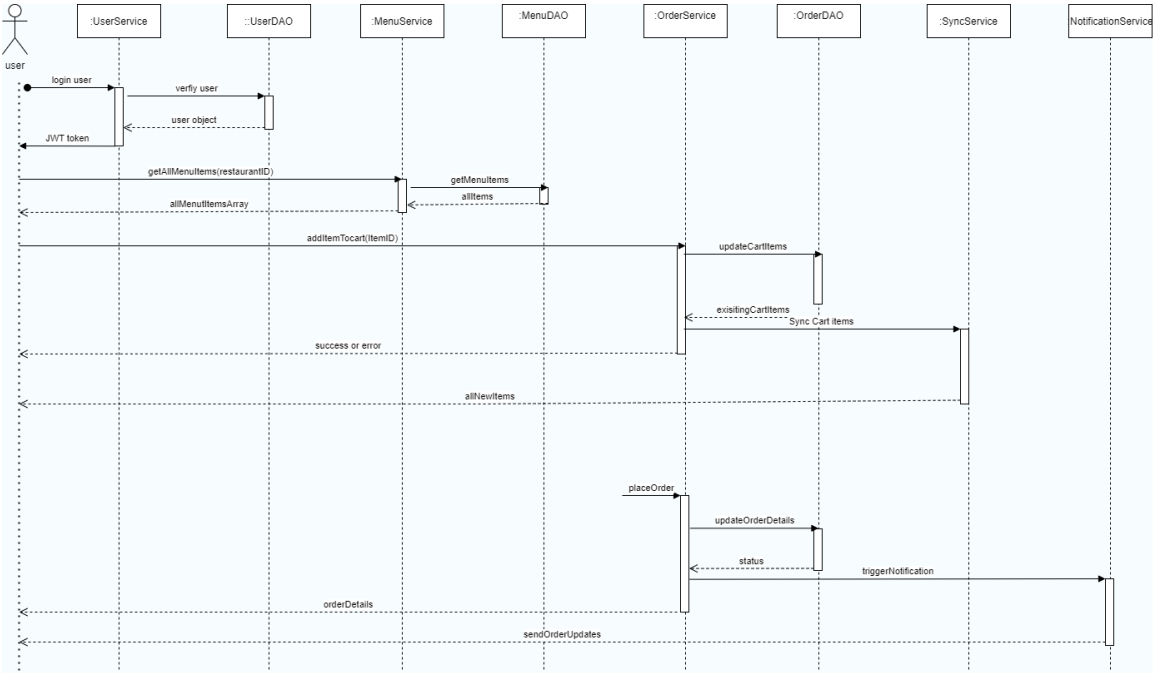 :UserService
::UserDAO
:MenuService
:MenuDAO
:OrderService
:OrderDAO
:SyncService
NotificationService
user
login user
verfiy user
user object
JWT token
getAllMenuItems(restaurantID)
getMenuItems
allItems
allMenutItemsArray
addItemTocart(ItemID)
updateCartItems
exisitingCartItems
Sync Cart items
success or error
allNewItems
placeOrder
updateOrderDetails
status
triggerNotification
orderDetails
sendOrderUpdates